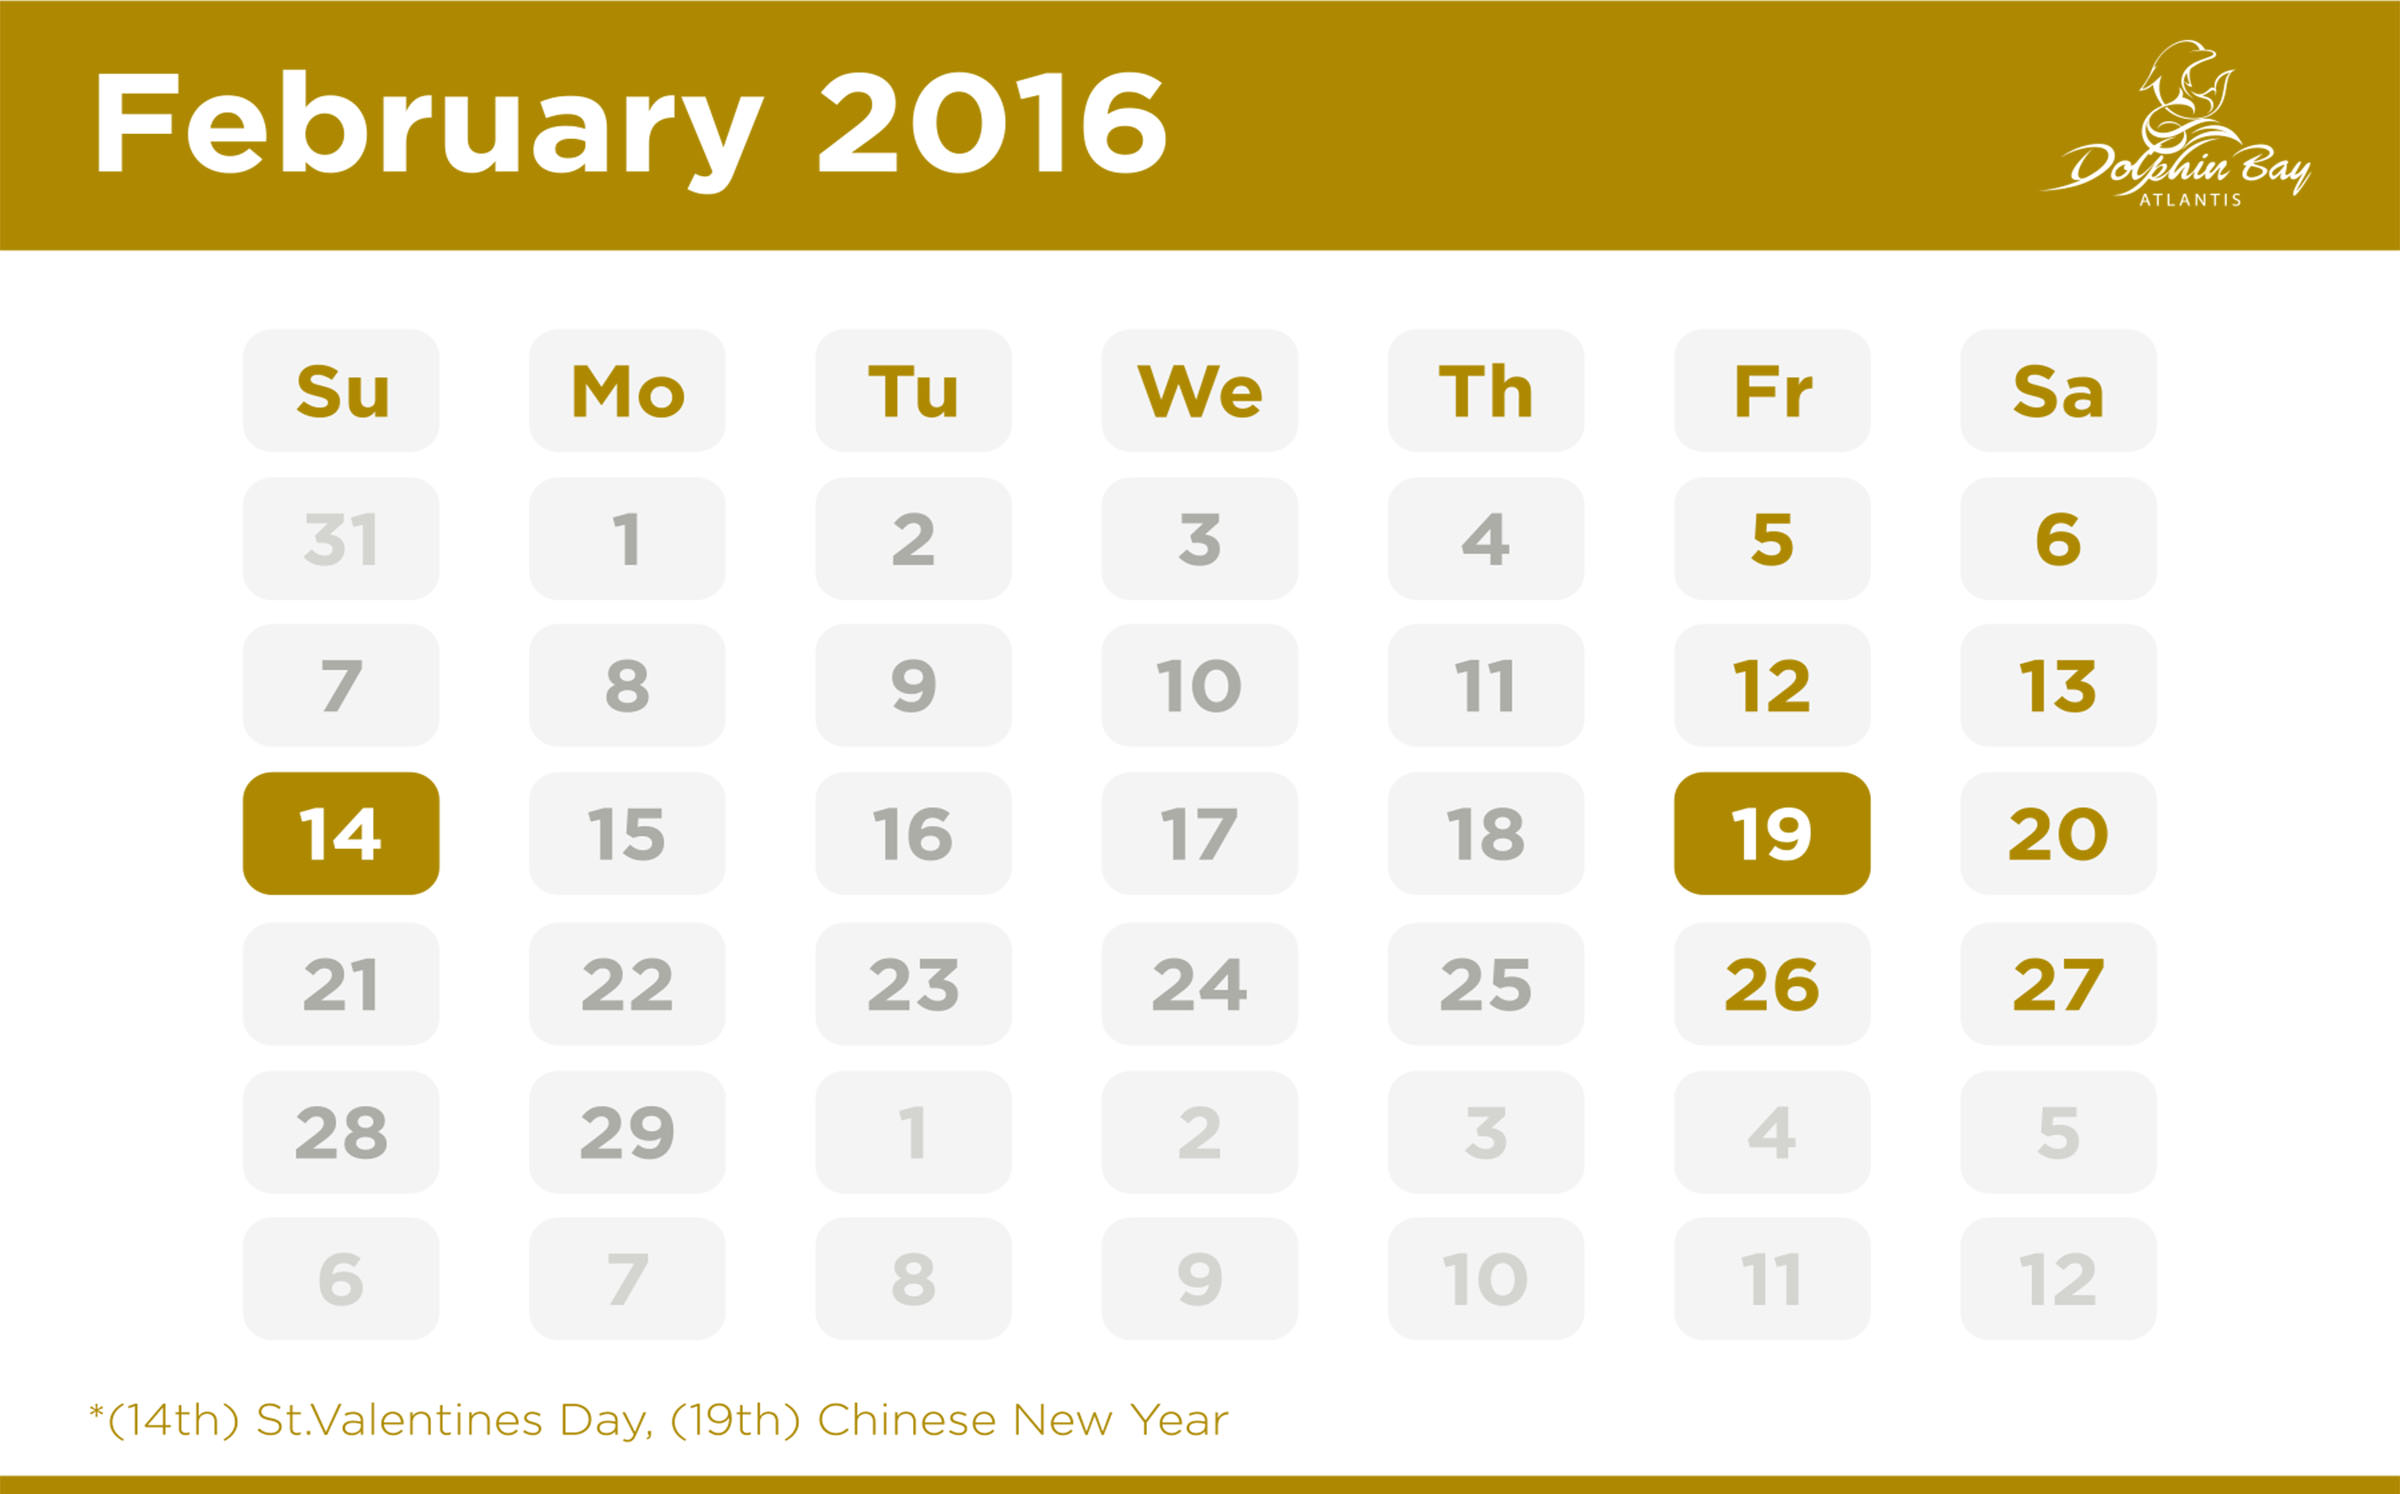 February 2016
Dolphin Bay
ATLANTIS
Su Mo Tu We Th Fr Sa
31 1 2 3 4 5 6
7 8 9 10 11 12 13
14 15 16 17 18 19 20
21 22 23 24 25 26 27
28 29 1 2 3 4 5
6 7 8 9 10 11 12
*(14th) St.Valentines Day, (19th) Chinese New Year